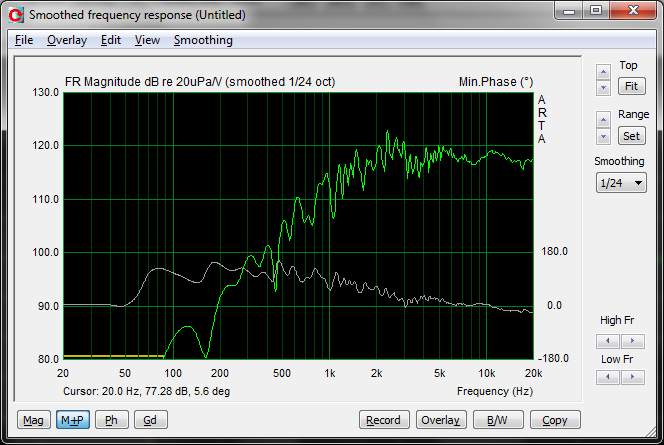 Smoothed frequency response (Untitled)
File Overlay Edit View Smoothing
FR Magnitude dB re 20uPa/V (smoothed 1/24 oct) Min.Phase (°)
Top
Fit
Range
Set
Smoothing
1/24
A
R
T
A
130.0
120.0
110.0
100.0 180.0
90.0 0.0
80.0 -180.0
20 50 100 200 500 1k 2k 5k 10k 20k
Cursor: 20.0 Hz, 77.28 dB, 5.6 deg Frequency (Hz)
High Fr
Low Fr
Mag M+P Ph Gd Record Overlay B/W Copy